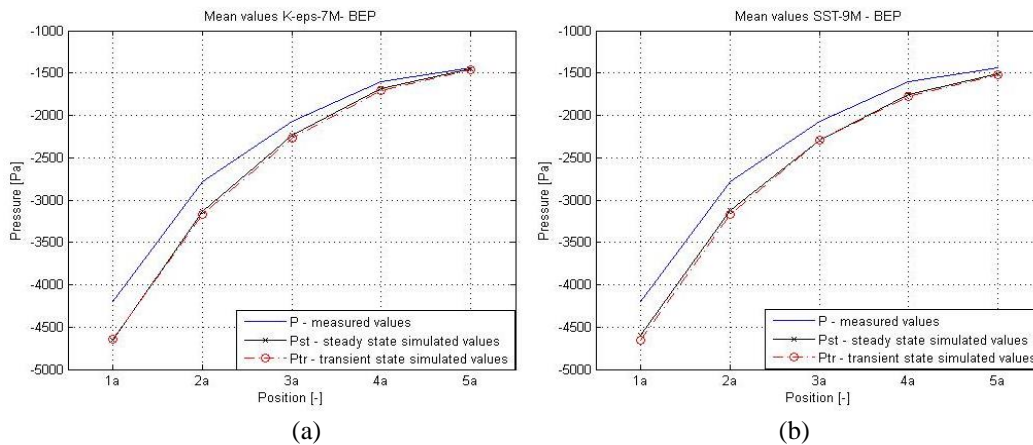 Mean values K-eps-7M- BEP
-1000
-1500
-2000
-2500
-3000
-3500
-4000
-4500
-5000
Pressure [Pa]
P - measured values
Pst - steady state simulated values
Ptr - transient state simulated values
1a 2a 3a 4a 5a
Position [-]
(a)
Mean values SST-9M - BEP
-1000
-1500
-2000
-2500
-3000
-3500
-4000
-4500
-5000
Pressure [Pa]
P - measured values
Pst - steady state simulated values
Ptr - transient state simulated values
1a 2a 3a 4a 5a
Position [-]
(b)